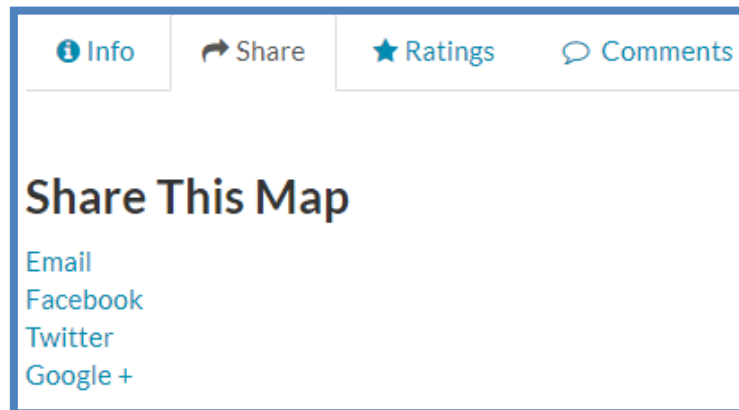 Info Share Ratings Comments
Share This Map
Email
Facebook
Twitter
Google +